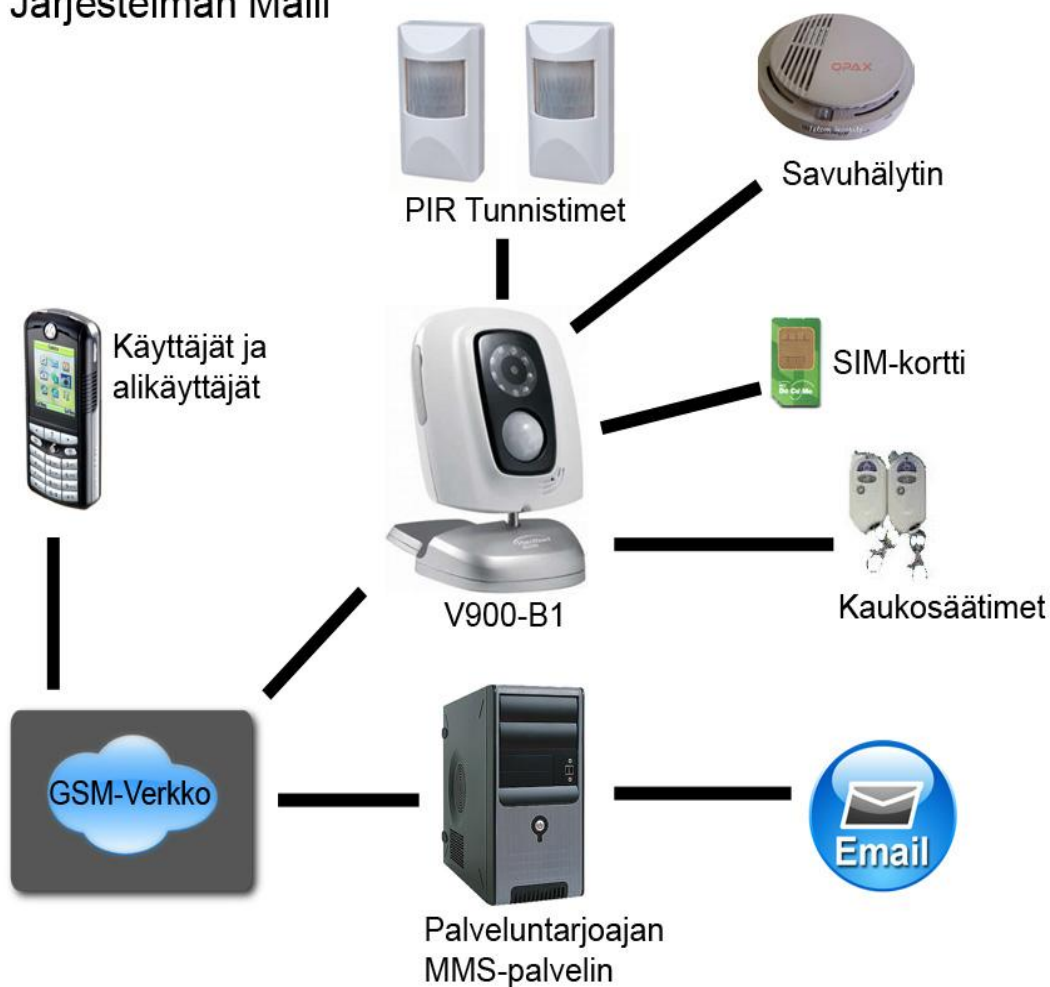 Järjestelmän Malli
OPAX
PIR Tunnistimet
Savuhälytin
Käyttäjät ja
alikäyttäjät
SIM-kortti
V900-B1
Kaukosäätimet
GSM-Verkko
Email
Palveluntarjoajan
MMS-palvelin